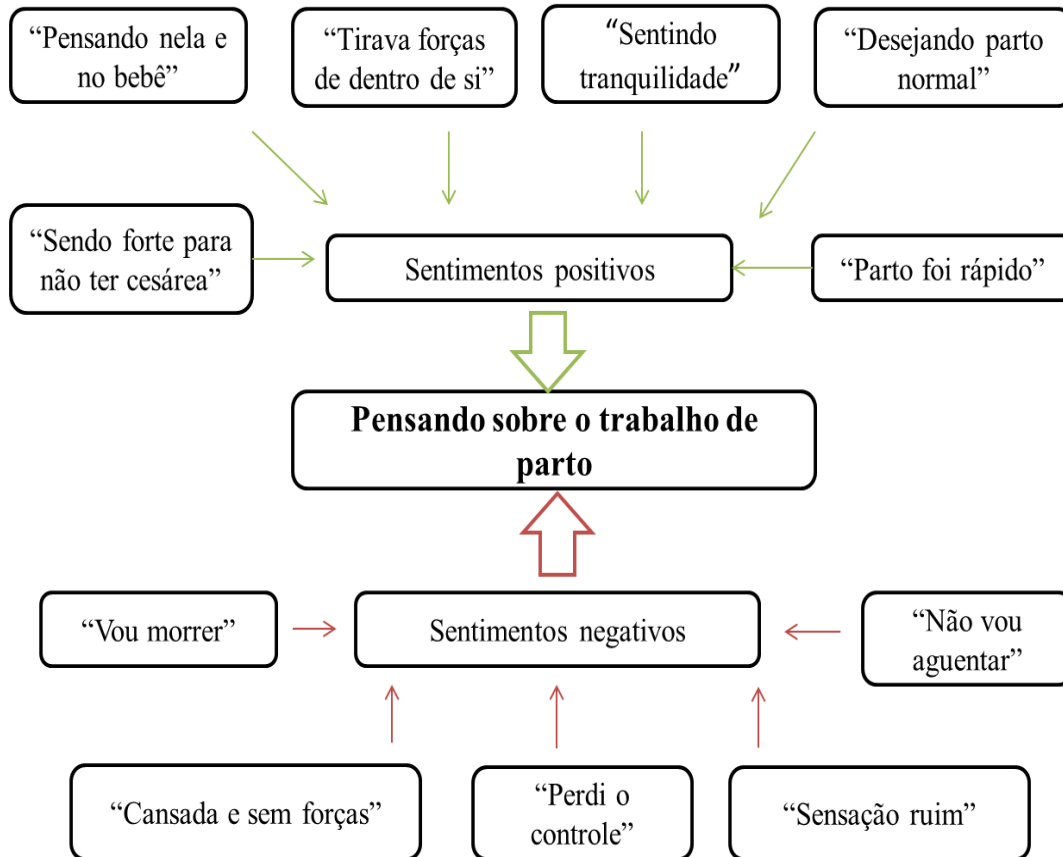 “Pensando nela e
no bebê”
“Tirava forças
de dentro de si”
“Sentindo
tranquilidade”
“Desejando parto
normal”
“Sendo forte para
não ter cesárea”
Sentimentos positivos
“Parto foi rápido”
Pensando sobre o trabalho de
parto
“Vou morrer”
Sentimentos negativos
“Não vou
aguentar”
“Cansada e sem forças”
“Perdi o
controle”
“Sensação ruim”